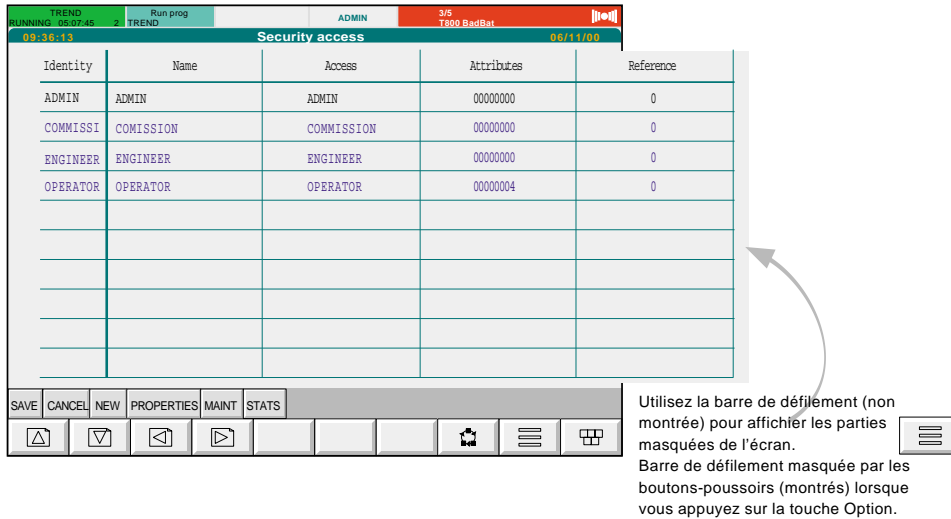 TREND Run prog ADMIN 3/5
RUNNING 05:07:45 2 TREND T800 BadBat
09:36:13 Security access 06/11/00
Identity Name Access Attributes Reference
ADMIN ADMIN ADMIN 00000000 0
COMMISSI COMISSION COMMISSION 00000000 0
ENGINEER ENGINEER ENGINEER 00000000 0
OPERATOR OPERATOR OPERATOR 00000004 0
SAVE CANCEL NEW PROPERTIES MAINT STATS
Utilisez la barre de défilement (non
montrée) pour afficher les parties
masquées de l'écran.
Barre de défilement masquée par les
boutons-poussoirs (montrés) lorsque
vous appuyez sur la touche Option.